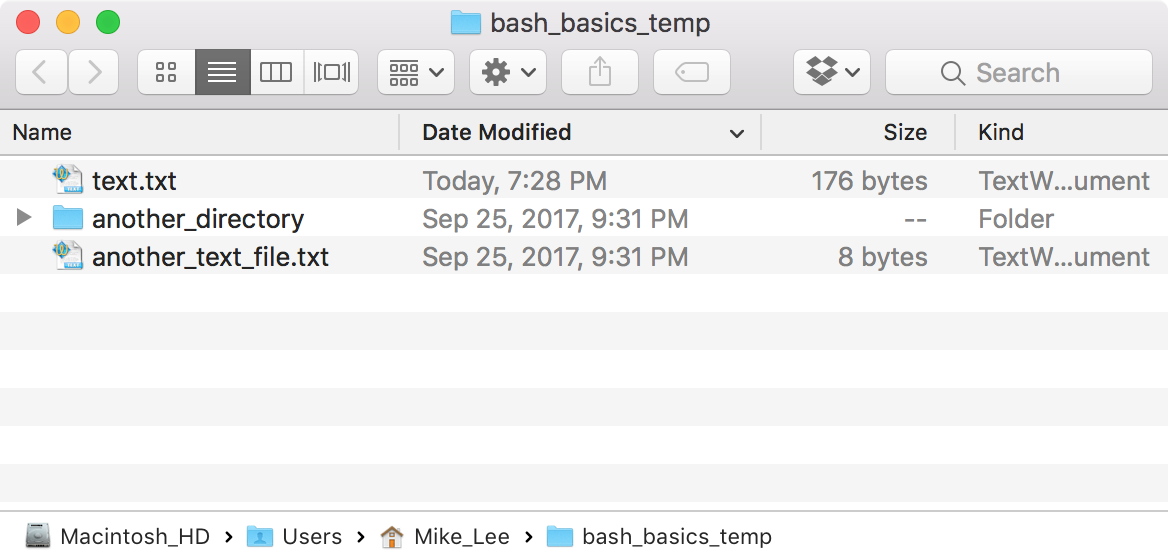 bash_basics_temp
Search
Name Date Modified Size Kind
text.txt Today, 7:28 PM 176 bytes TextW...ument
another_directory Sep 25, 2017, 9:31 PM -- Folder
another_text_file.txt Sep 25, 2017, 9:31 PM 8 bytes TextW...ument
Macintosh_HD › Users › Mike_Lee › bash_basics_temp